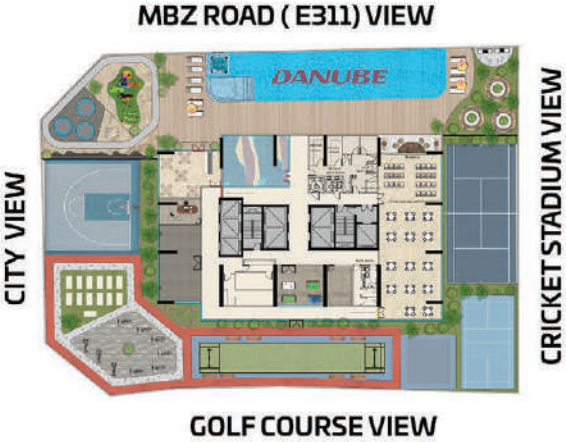 MBZ ROAD ( E311) VIEW
DANUBE
CITY VIEW
CRICKET STADIUM VIEW
GOLF COURSE VIEW